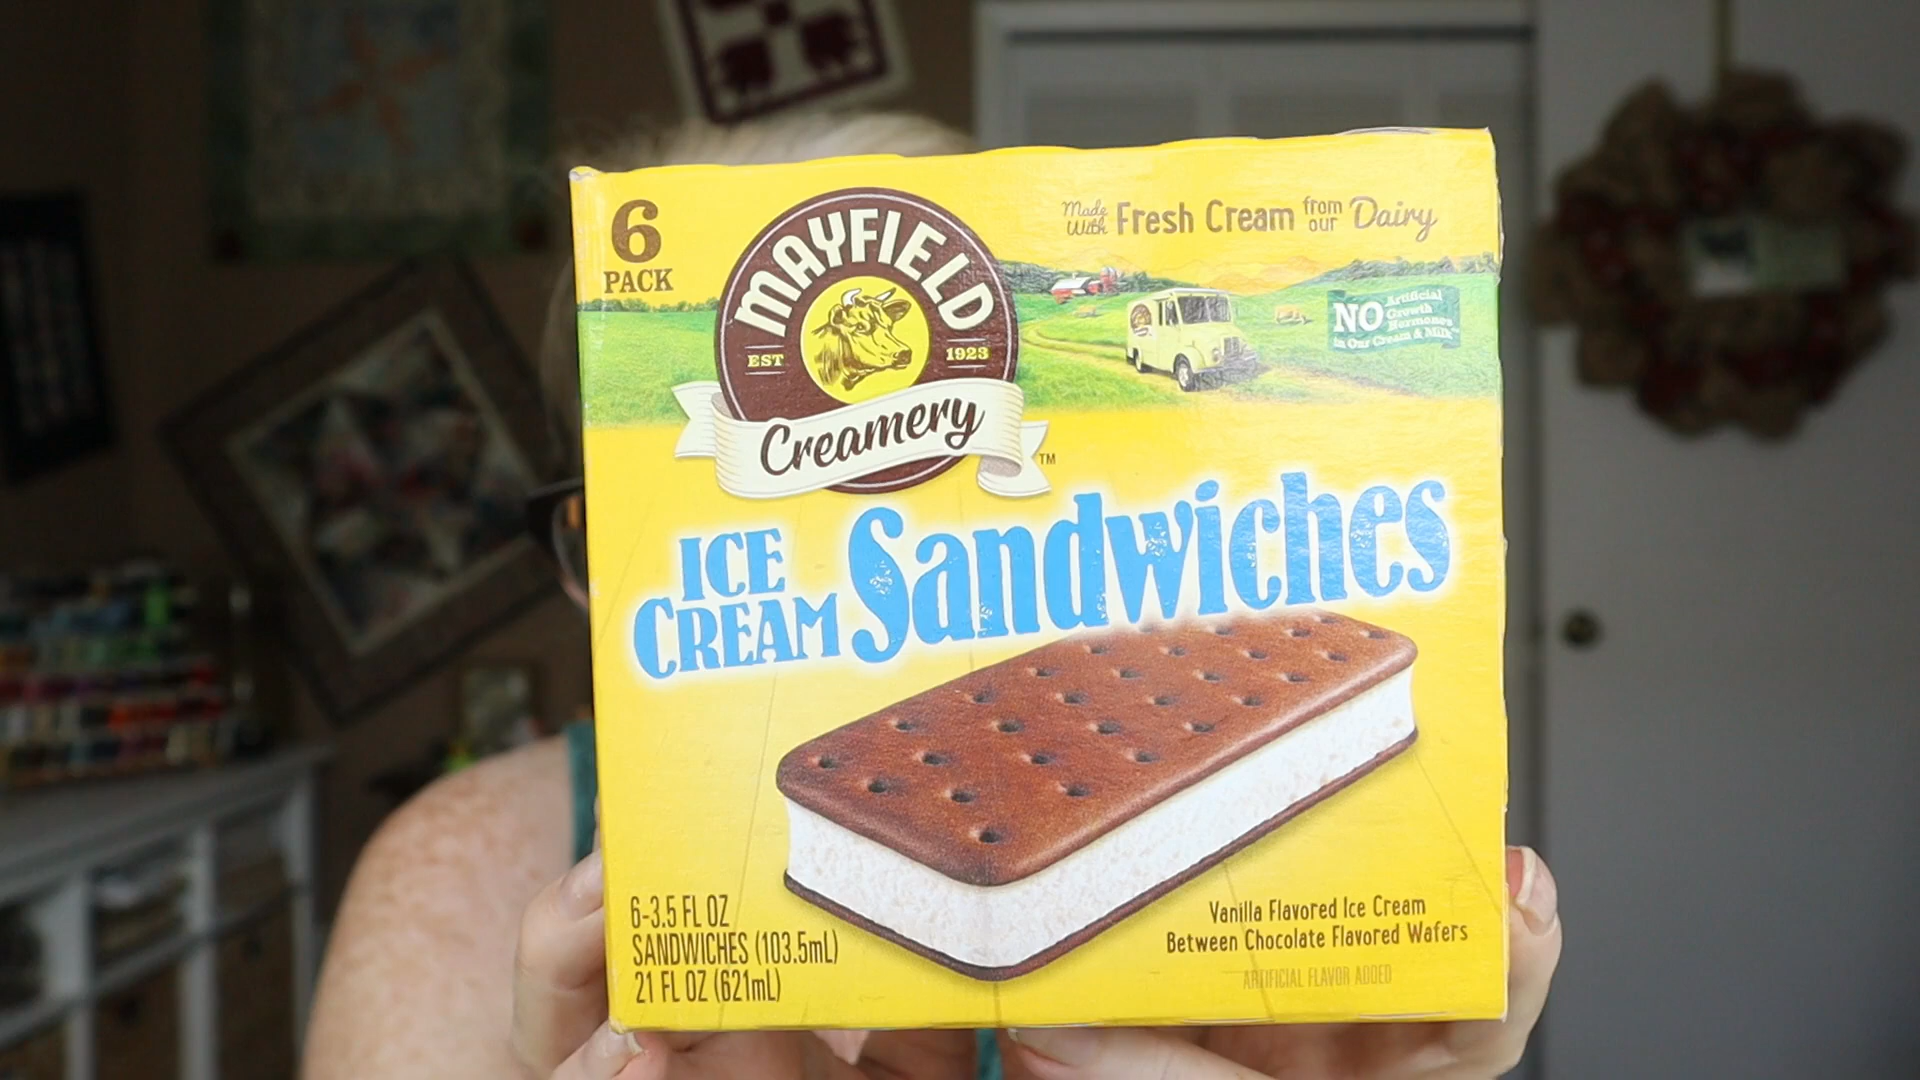 6
PACK
MAYFIELD
EST 1923
Creamery
TM
Made With Fresh Cream from our Dairy
NO Artificial
Growth
Hormones
in Our Cream & Milk
ICE
CREAM Sandwiches
6-3.5 FL OZ
SANDWICHES (103.5mL)
21 FL OZ (621mL)
Vanilla Flavored Ice Cream
Between Chocolate Flavored Wafers
ARTIFICIAL FLAVOR ADDED